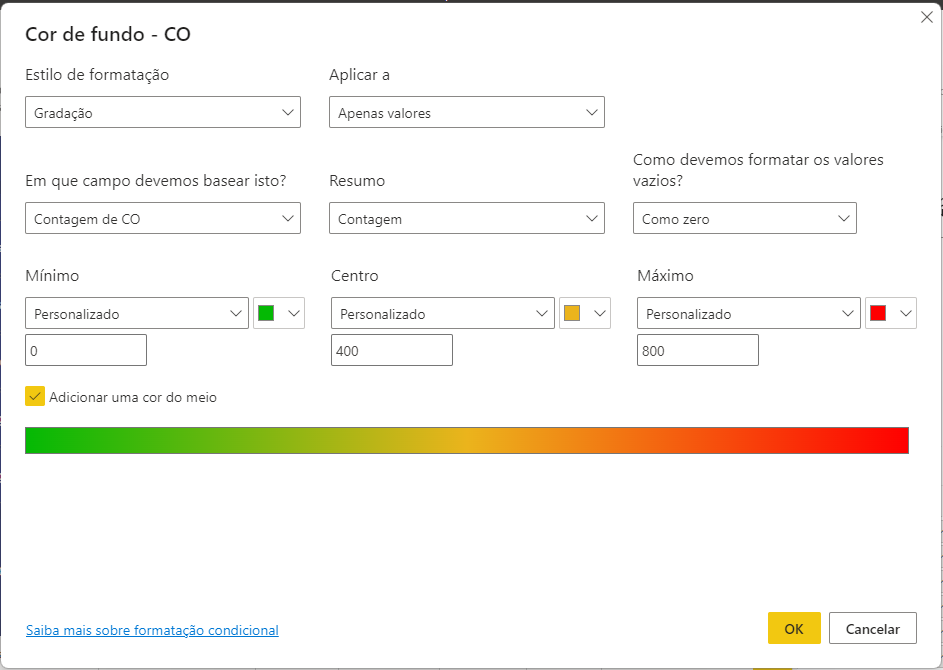 Cor de fundo - CO
Estilo de formatação
Aplicar a
Gradação
Apenas valores
Em que campo devemos basear isto?
Resumo
Como devemos formatar os valores
vazios?
Contagem de CO
Contagem
Como zero
Mínimo
Centro
Máximo
Personalizado
Personalizado
Personalizado
0
400
800
Adicionar uma cor do meio
Saiba mais sobre formatação condicional
OK
Cancelar